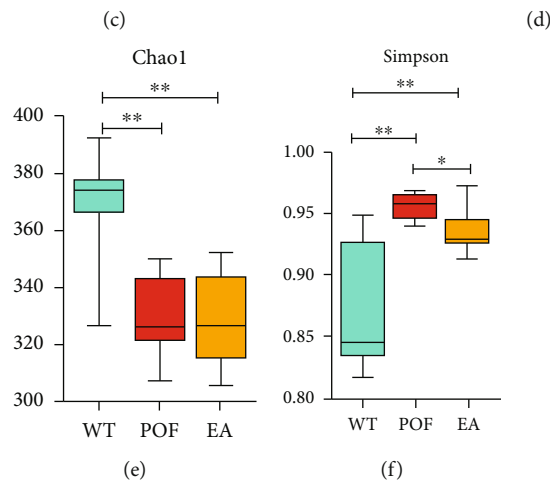 (c)
(d)
Chao1
**
**
400
380
360
340
320
300
WT POF EA
(e)
Simpson
**
**
*
1.00
0.95
0.90
0.85
0.80
WT POF EA
(f)